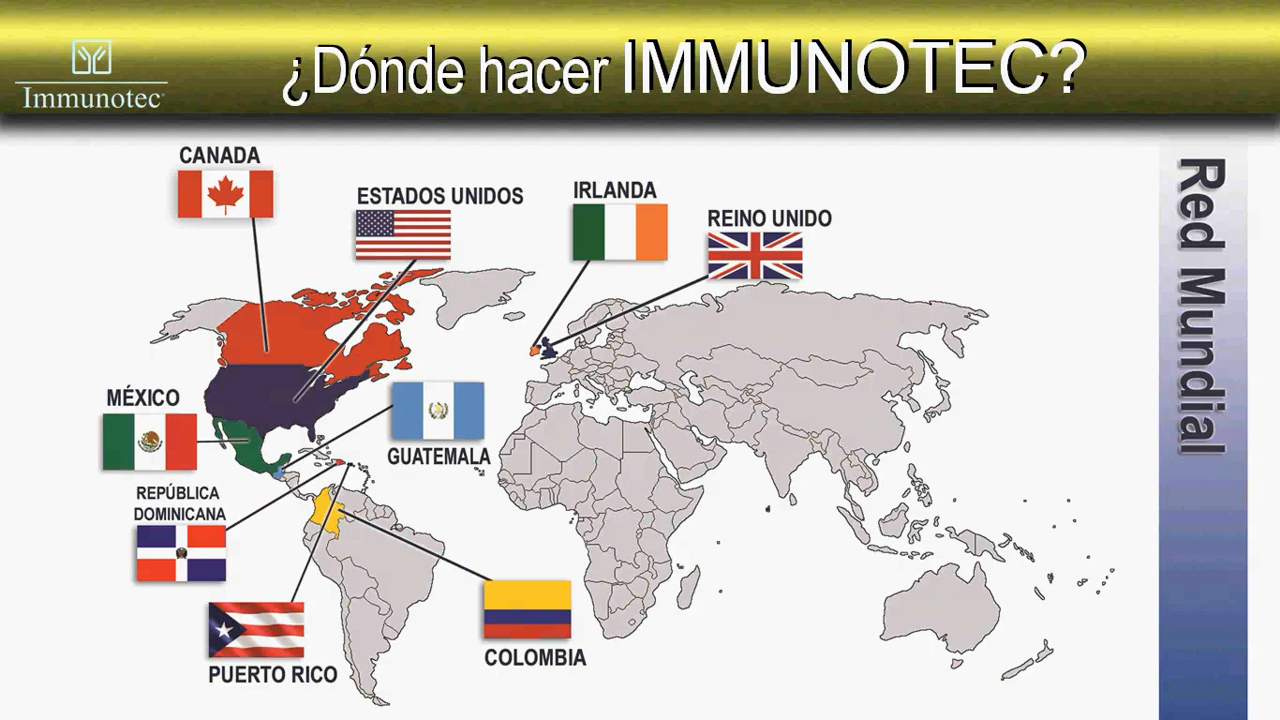 ¿Dónde hacer IMMUNOTEC?
Immunotec
CANADA
ESTADOS UNIDOS
IRLANDA
REINO UNIDO
MÉXICO
GUATEMALA
REPÚBLICA
DOMINICANA
PUERTO RICO
COLOMBIA
Red Mundial